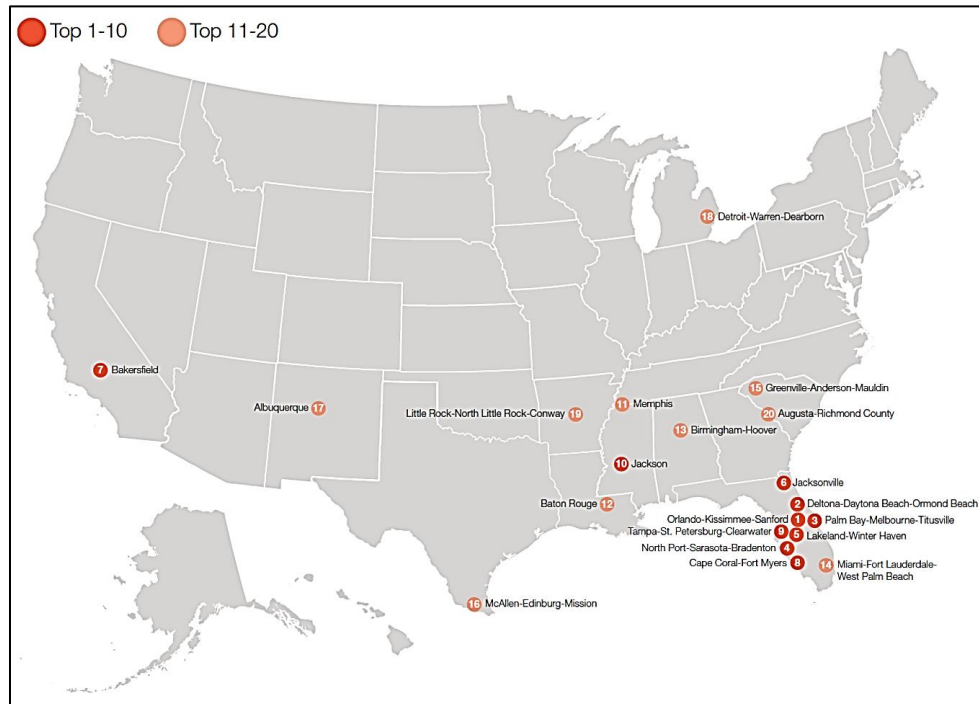 Top 1-10
Top 11-20
18 Detroit-Warren-Dearborn
7 Bakersfield
Albuquerque 17
Little Rock-North Little Rock-Conway 19
11 Memphis
15 Greenville-Anderson-Mauldin
20 Augusta-Richmond County
13 Birmingham-Hoover
10 Jackson
Baton Rouge 12
6 Jacksonville
2 Deltona-Daytona Beach-Ormond Beach
Orlando-Kissimmee-Sanford 1
3 Palm Bay-Melbourne-Titusville
Tampa-St. Petersburg-Clearwater 9
5 Lakeland-Winter Haven
North Port-Sarasota-Bradenton 4
Cape Coral-Fort Myers 8
14 Miami-Fort Lauderdale-
West Palm Beach
16 McAllen-Edinburg-Mission